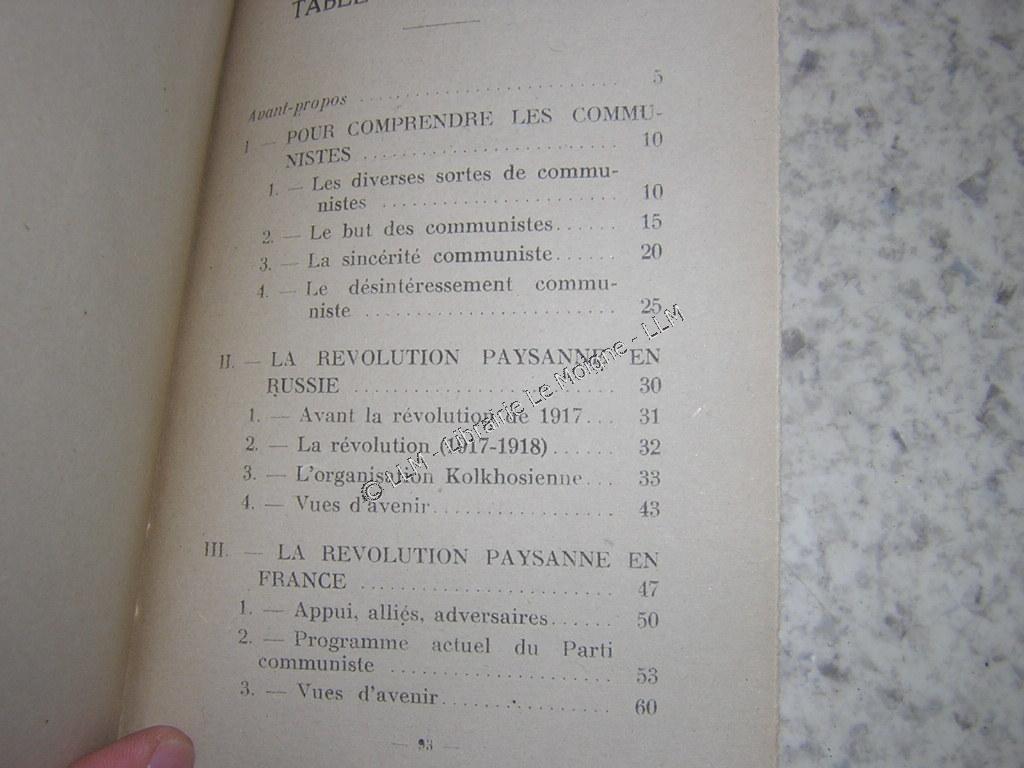 TABLE
Avant-propos .......................... 5
I — POUR COMPRENDRE LES COMMU-
NISTES .......................... 10
1. — Les diverses sortes de commu-
nistes .......................... 10
2. — Le but des communistes...... 15
3. — La sincérité communiste...... 20
4. — Le désintéressement commu-
niste .......................... 25
II. — LA REVOLUTION PAYSANNE EN
RUSSIE .......................... 30
1. — Avant la révolution de 1917... 31
2. — La révolution (1917-1918)...... 32
3. — L'organisation Kolkhosienne... 33
4. — Vues d'avenir.................. 43
III. — LA REVOLUTION PAYSANNE EN
FRANCE .......................... 47
1. — Appui, alliés, adversaires...... 50
2. — Programme actuel du Parti
communiste .......................... 53
3. — Vues d'avenir.................. 60
— 93 —
© LLM - Librairie Le Moigne - LLM